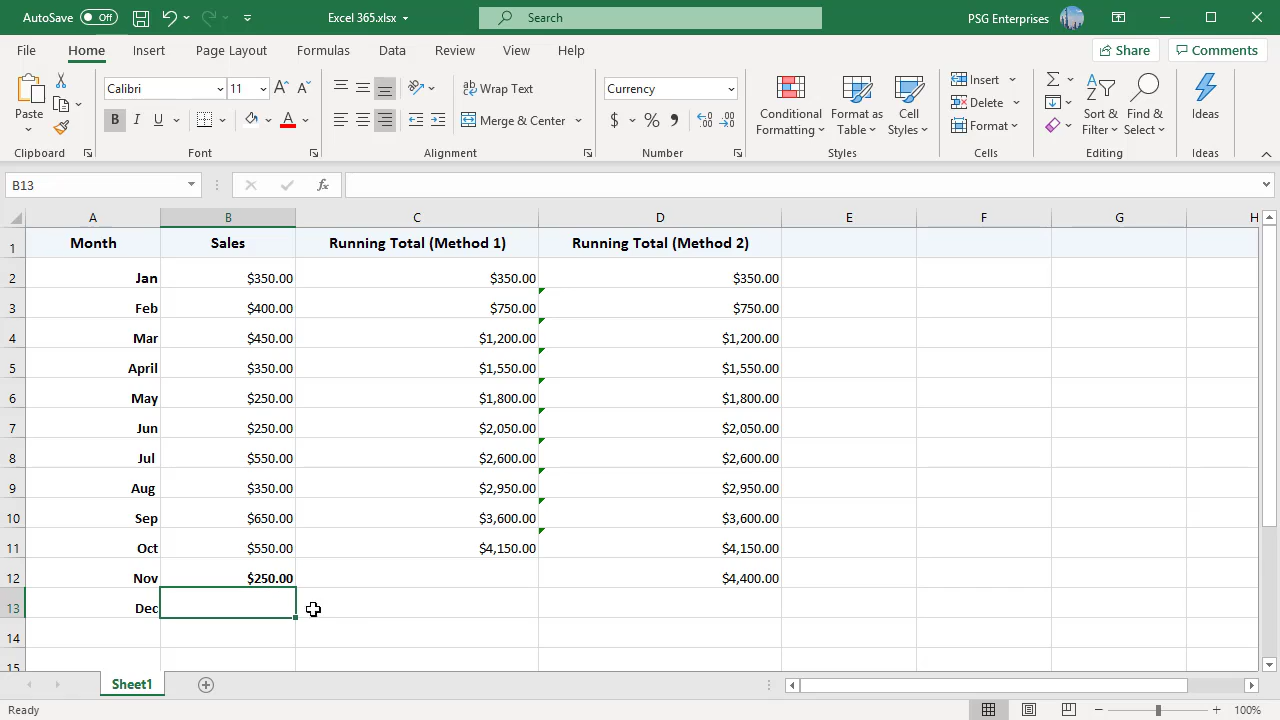 AutoSave Off Excel 365.xlsx Search PSG Enterprises
File Home Insert Page Layout Formulas Data Review View Help Share Comments
Calibri 11 Wrap Text Currency Insert
Paste B I U Merge & Center $ % Conditional Formatting Format as Table Cell Styles Delete Sort & Filter Find & Select Ideas
Format
Clipboard Font Alignment Number Styles Cells Editing Ideas
B13 fx
A B C D E F G H
1 Month Sales Running Total (Method 1) Running Total (Method 2)
2 Jan $350.00 $350.00 $350.00
3 Feb $400.00 $750.00 $750.00
4 Mar $450.00 $1,200.00 $1,200.00
5 April $350.00 $1,550.00 $1,550.00
6 May $250.00 $1,800.00 $1,800.00
7 Jun $250.00 $2,050.00 $2,050.00
8 Jul $550.00 $2,600.00 $2,600.00
9 Aug $350.00 $2,950.00 $2,950.00
10 Sep $650.00 $3,600.00 $3,600.00
11 Oct $550.00 $4,150.00 $4,150.00
12 Nov $250.00 $4,400.00
13 Dec
14
15
Sheet1
Ready 100%